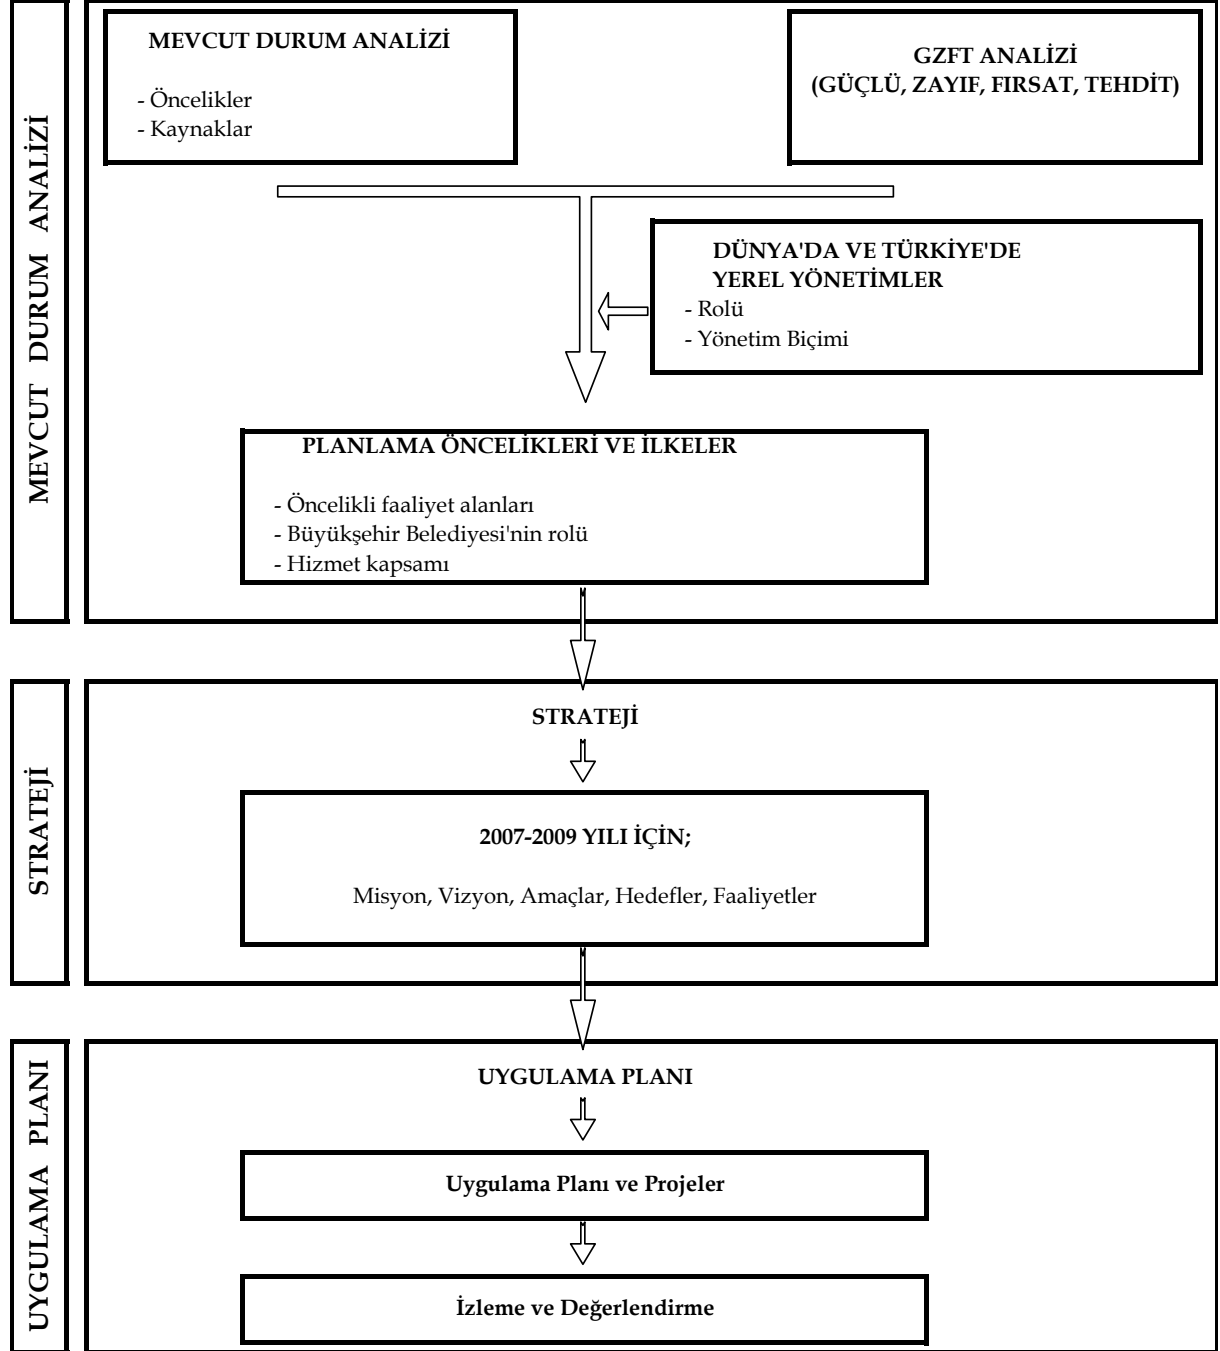 MEVCUT DURUM ANALİZİ
MEVCUT DURUM ANALİZİ
- Öncelikler
- Kaynaklar
GZFT ANALİZİ
(GÜÇLÜ, ZAYIF, FIRSAT, TEHDİT)
DÜNYA'DA VE TÜRKİYE'DE
YEREL YÖNETİMLER
- Rolü
- Yönetim Biçimi
PLANLAMA ÖNCELİKLERİ VE İLKELER
- Öncelikli faaliyet alanları
- Büyükşehir Belediyesi'nin rolü
- Hizmet kapsamı
STRATEJİ
STRATEJİ
2007-2009 YILI İÇİN;
Misyon, Vizyon, Amaçlar, Hedefler, Faaliyetler
UYGULAMA PLANI
UYGULAMA PLANI
Uygulama Planı ve Projeler
İzleme ve Değerlendirme